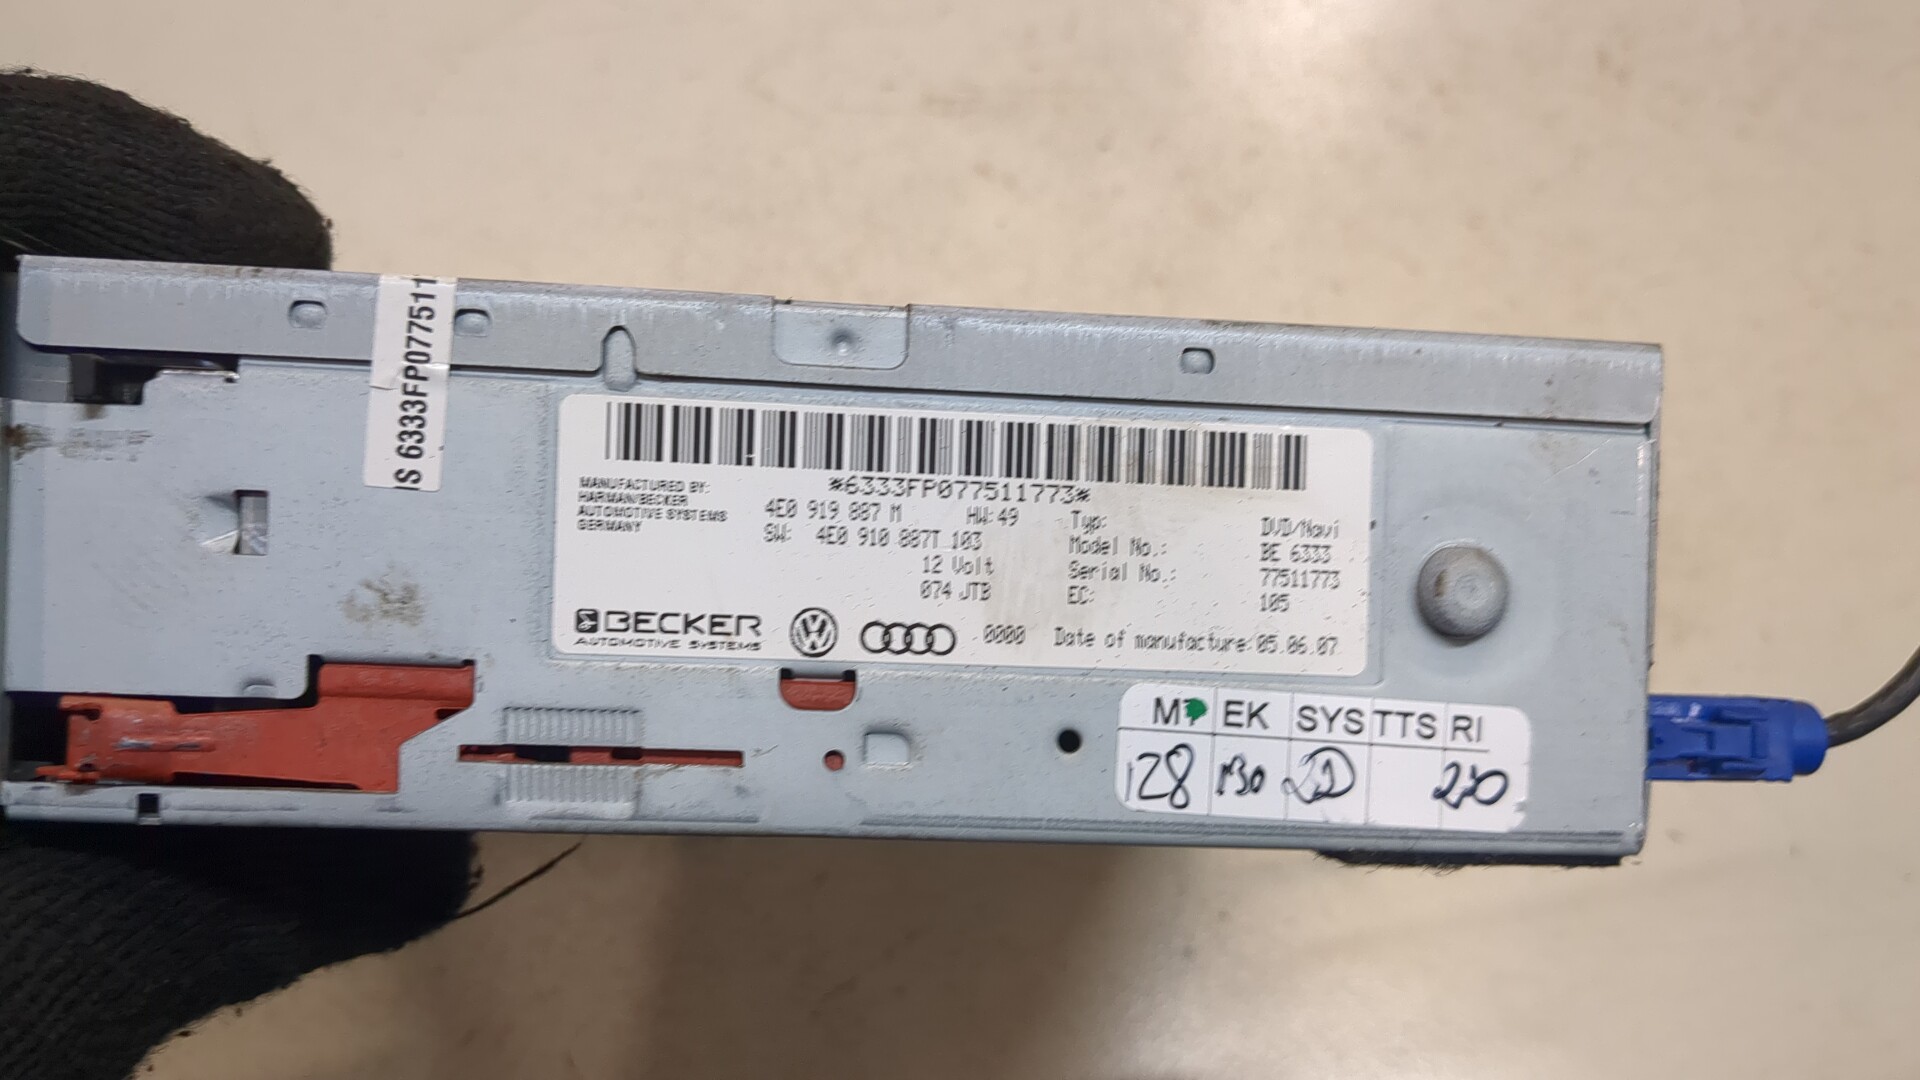 IS 6333FP077511
*6333FP077511773*
MANUFACTURED BY:
HARMAN/BECKER
AUTOMOTIVE SYSTEMS
GERMANY
4E0 919 887 M HW:49
SW: 4E0 910 887T 103
12 Volt
074 JTB
Typ: DVD/Navi
Model No.: BE 6333
Serial No.: 77511773
EC: 105
BECKER
AUTOMOTIVE SYSTEMS
0000 Date of manufacture:05.06.07
EK SYS TTS RI
128 130 2D 220